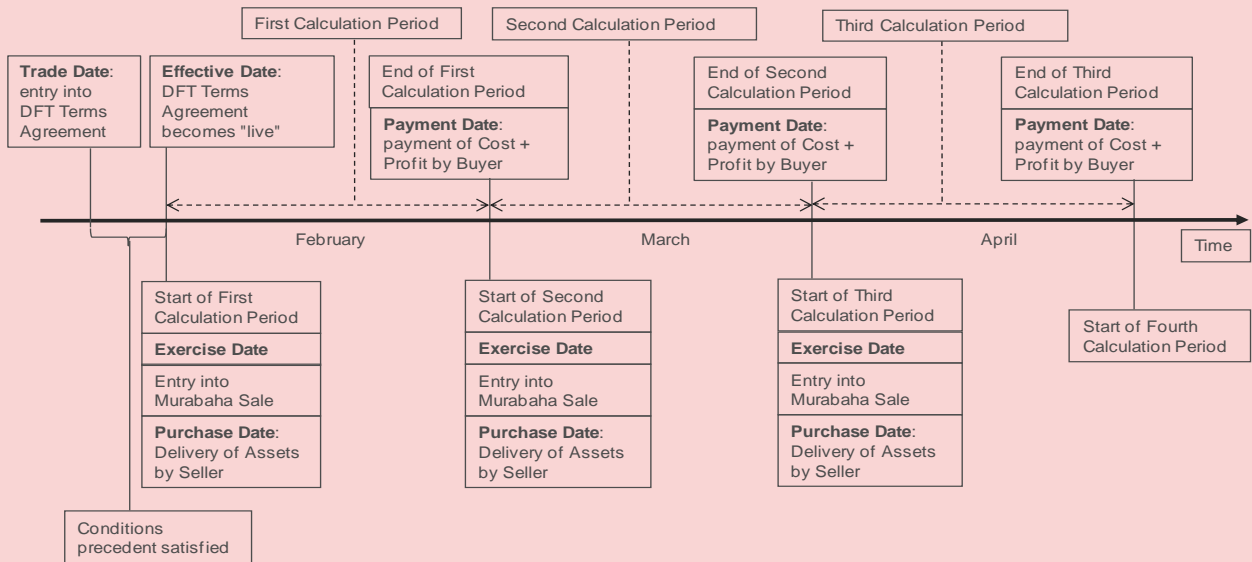 First Calculation Period
Second Calculation Period
Third Calculation Period
Trade Date:
entry into
DFT Terms
Agreement
Effective Date:
DFT Terms
Agreement
becomes "live"
End of First
Calculation Period
Payment Date:
payment of Cost +
Profit by Buyer
End of Second
Calculation Period
Payment Date:
payment of Cost +
Profit by Buyer
End of Third
Calculation Period
Payment Date:
payment of Cost +
Profit by Buyer
February
March
April
Time
Start of First
Calculation Period
Exercise Date
Entry into
Murabaha Sale
Purchase Date:
Delivery of Assets
by Seller
Start of Second
Calculation Period
Exercise Date
Entry into
Murabaha Sale
Purchase Date:
Delivery of Assets
by Seller
Start of Third
Calculation Period
Exercise Date
Entry into
Murabaha Sale
Purchase Date:
Delivery of Assets
by Seller
Start of Fourth
Calculation Period
Conditions
precedent satisfied